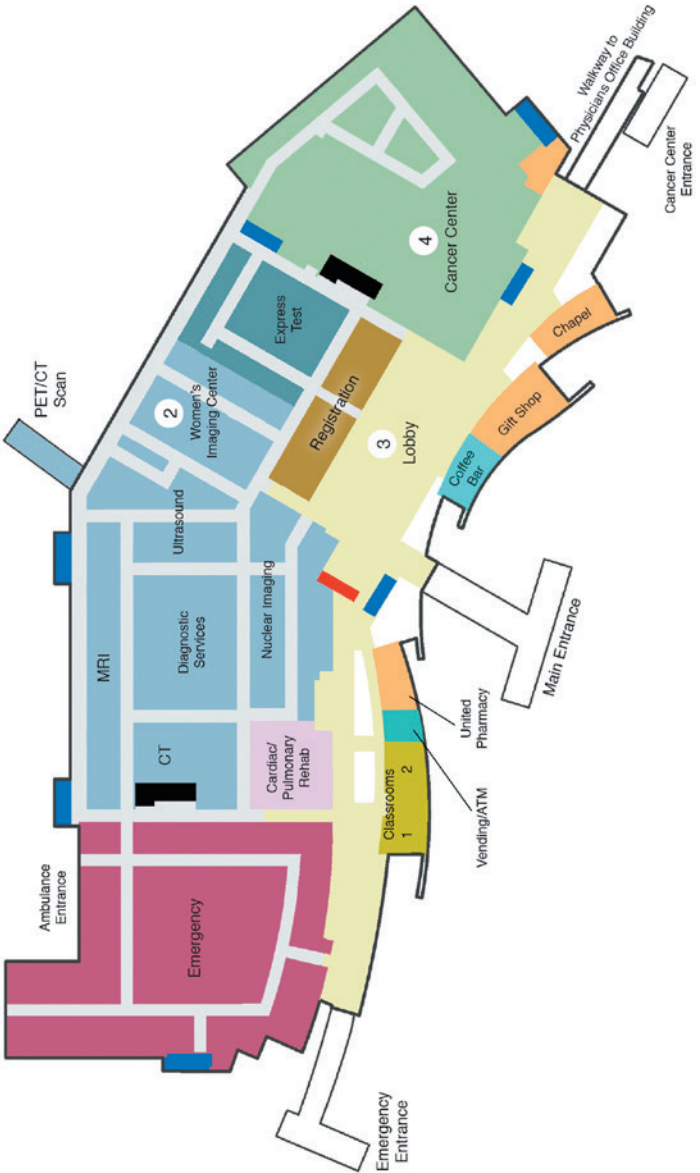 PET/CT
Scan
Ambulance
Entrance
MRI
Ultrasound
2
Women's
Imaging Center
Express
Test
CT
Diagnostic
Services
Nuclear Imaging
Registration
4
Cancer Center
3
Lobby
Emergency
Cardiac/
Pulmonary
Rehab
Classrooms
1
2
Vending/ATM
United
Pharmacy
Coffee
Bar
Gift Shop
Chapel
Walkway to
Physicians Office Building
Cancer Center
Entrance
Main Entrance
Emergency
Entrance